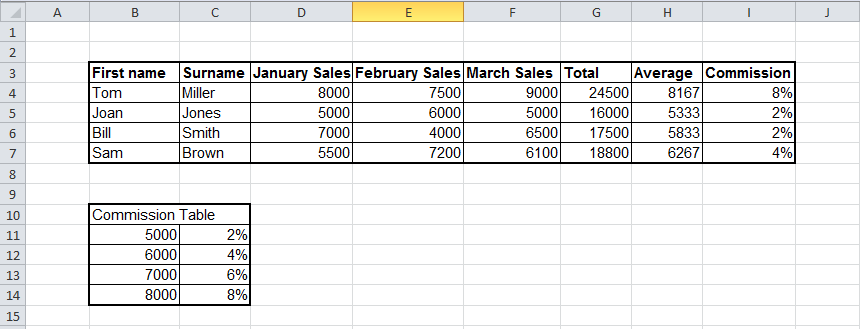 A B C D E F G H I J
1
2
3 First name Surname January Sales February Sales March Sales Total Average Commission
4 Tom Miller 8000 7500 9000 24500 8167 8%
5 Joan Jones 5000 6000 5000 16000 5333 2%
6 Bill Smith 7000 4000 6500 17500 5833 2%
7 Sam Brown 5500 7200 6100 18800 6267 4%
8
9
10 Commission Table
11 5000 2%
12 6000 4%
13 7000 6%
14 8000 8%
15